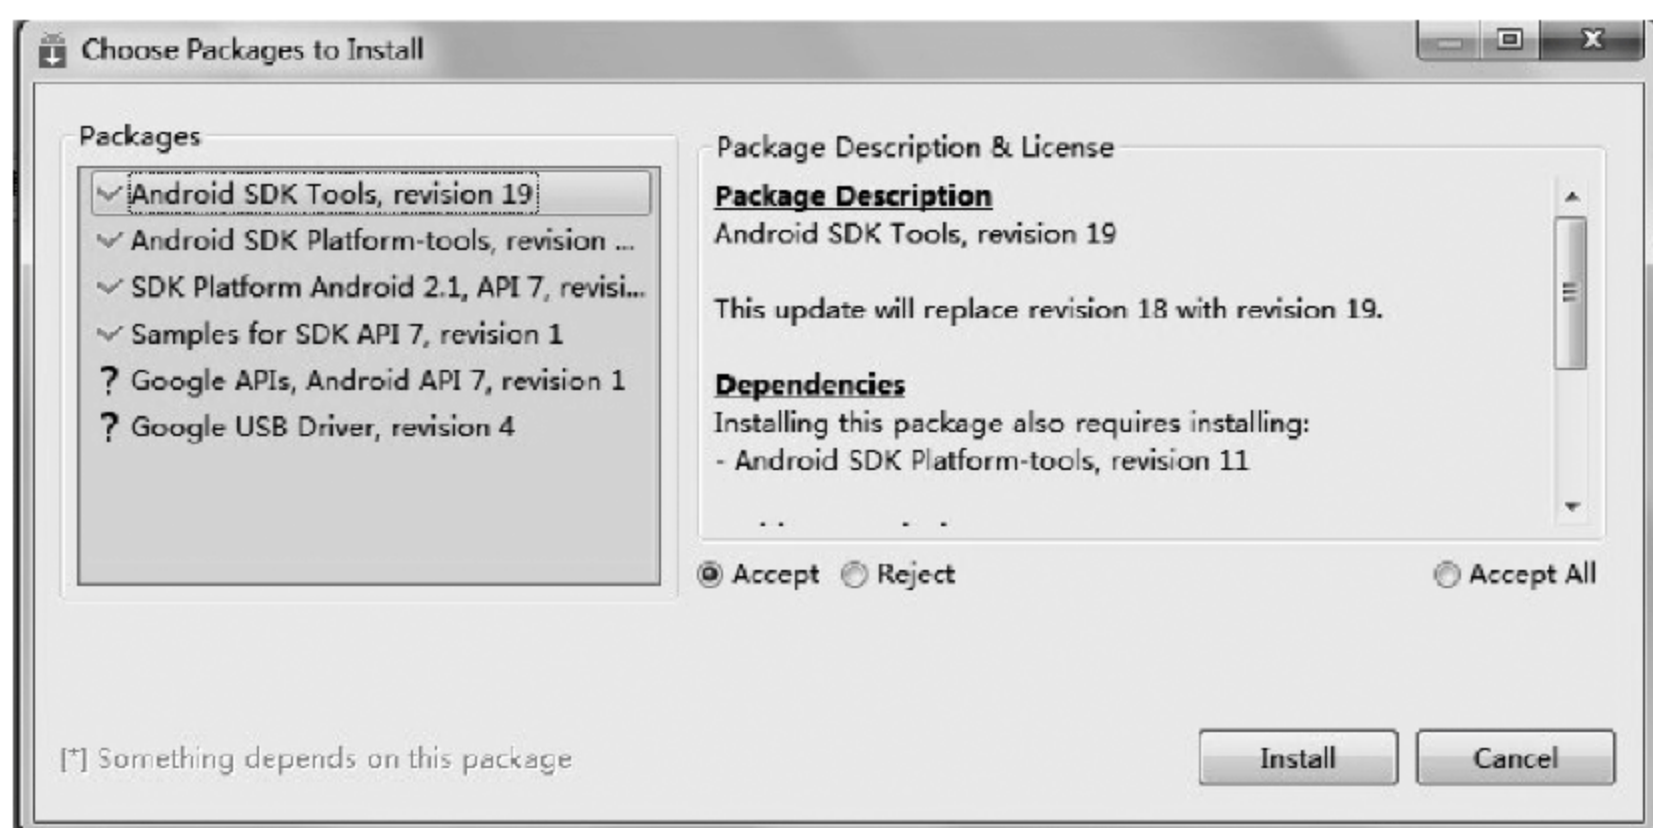 Choose Packages to Install
Packages
Android SDK Tools, revision 19
Android SDK Platform-tools, revision ...
SDK Platform Android 2.1, API 7, revisi...
Samples for SDK API 7, revision 1
? Google APIs, Android API 7, revision 1
? Google USB Driver, revision 4
Package Description & License
Package Description
Android SDK Tools, revision 19
This update will replace revision 18 with revision 19.
Dependencies
Installing this package also requires installing:
- Android SDK Platform-tools, revision 11
Accept Reject Accept All
[*] Something depends on this package
Install Cancel